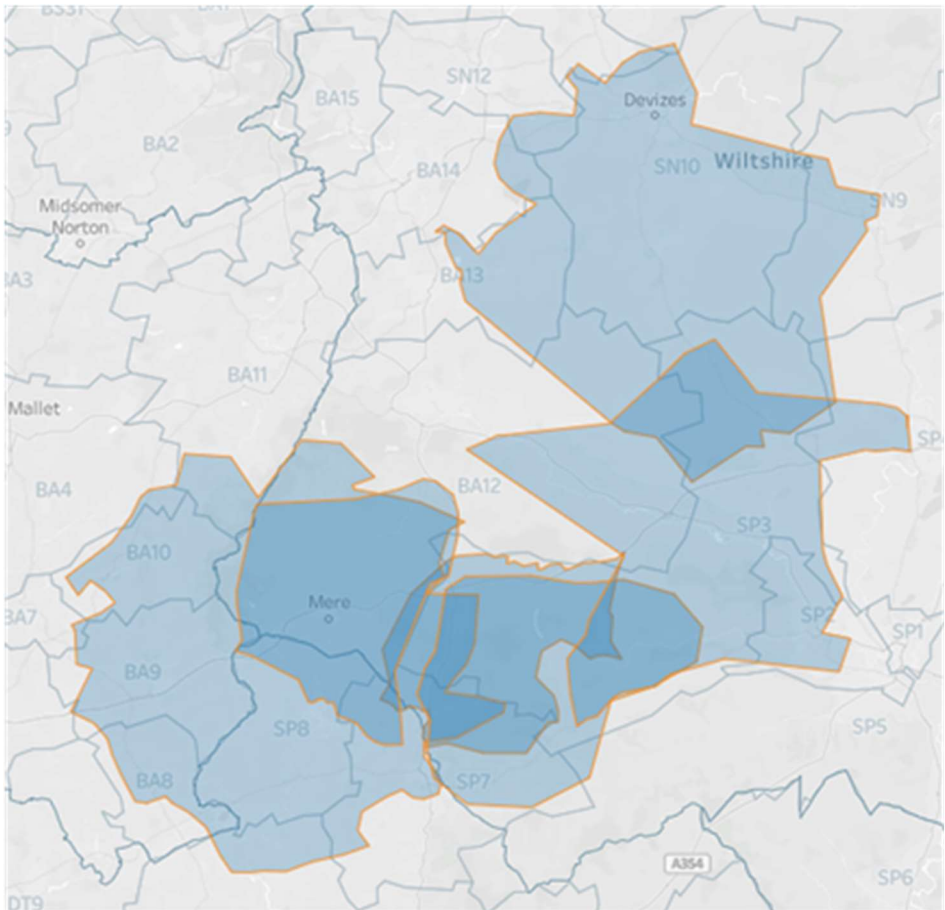 BS31
BA1
SN12
BA15
Devizes
BA2
Wiltshire
SN10
BA14
SN9
Midsomer
Norton
BA3
BA13
BA11
Mallet
BA12
BA4
SP3
BA10
Mere
BA7
SP2
SP1
BA9
SP8
SP5
BA8
SP7
A354
SP6
DT9